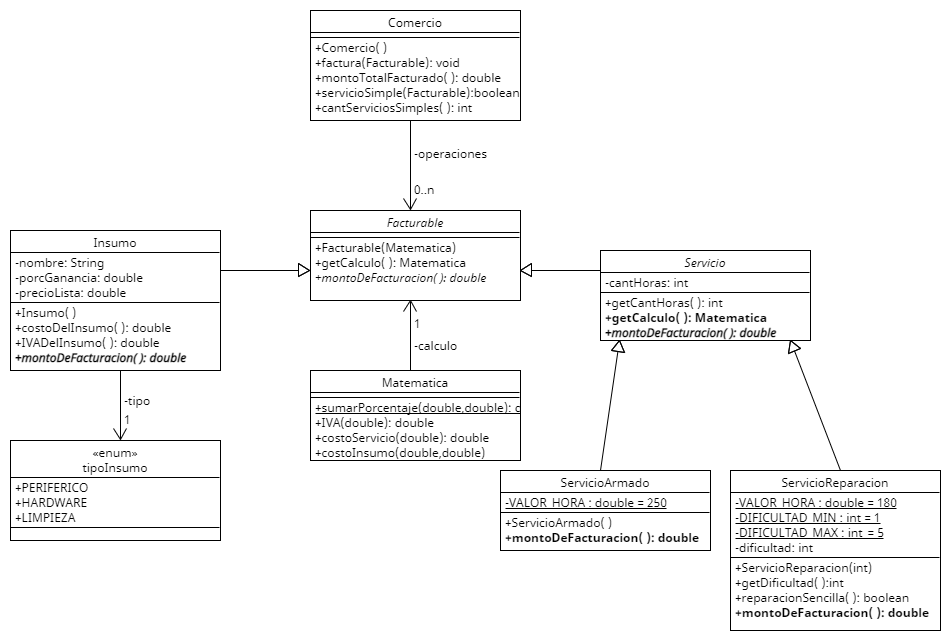 Comercio
+Comercio( )
+factura(Facturable): void
+montoTotalFacturado( ): double
+servicioSimple(Facturable):boolean
+cantServiciosSimples( ): int
-operaciones
0..n
Facturable
+Facturable(Matematica)
+getCalculo( ): Matematica
+montoDeFacturacion( ): double
Insumo
-nombre: String
-porcGanancia: double
-precioLista: double
+Insumo( )
+costoDelInsumo( ): double
+IVADelInsumo( ): double
+montoDeFacturacion( ): double
Servicio
-cantHoras: int
+getCantHoras( ): int
+getCalculo( ): Matematica
+montoDeFacturacion( ): double
1
-calculo
Matematica
+sumarPorcentaje(double,double): d
+IVA(double): double
+costoServicio(double): double
+costoInsumo(double,double)
-tipo
1
«enum»
tipoInsumo
+PERIFERICO
+HARDWARE
+LIMPIEZA
ServicioArmado
-VALOR_HORA : double = 250
+ServicioArmado( )
+montoDeFacturacion( ): double
ServicioReparacion
-VALOR_HORA : double = 180
-DIFICULTAD_MIN : int = 1
-DIFICULTAD_MAX : int = 5
-dificultad: int
+ServicioReparacion(int)
+getDificultad( ):int
+reparacionSencilla( ): boolean
+montoDeFacturacion( ): double